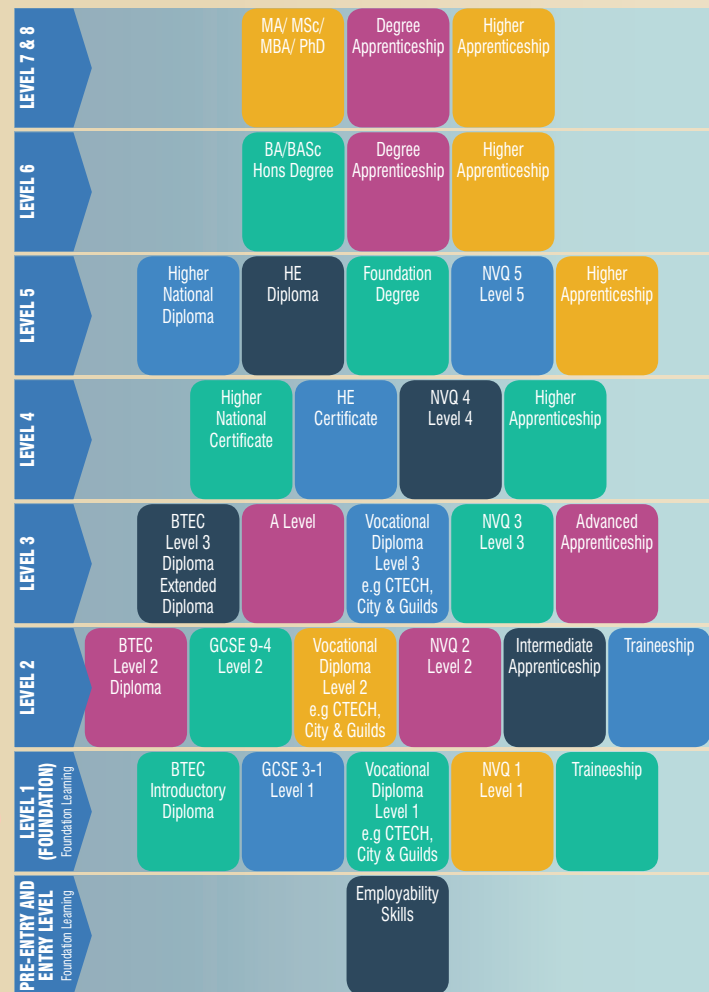 LEVEL 7 & 8
MA/ MSc/
MBA/ PhD
Degree
Apprenticeship
Higher
Apprenticeship
LEVEL 6
BA/BASc
Hons Degree
Degree
Apprenticeship
Higher
Apprenticeship
LEVEL 5
Higher
National
Diploma
HE
Diploma
Foundation
Degree
NVQ 5
Level 5
Higher
Apprenticeship
LEVEL 4
Higher
National
Certificate
HE
Certificate
NVQ 4
Level 4
Higher
Apprenticeship
LEVEL 3
BTEC
Level 3
Diploma
Extended
Diploma
A Level
Vocational
Diploma
Level 3
e.g CTECH,
City & Guilds
NVQ 3
Level 3
Advanced
Apprenticeship
LEVEL 2
BTEC
Level 2
Diploma
GCSE 9-4
Level 2
Vocational
Diploma
Level 2
e.g CTECH,
City & Guilds
NVQ 2
Level 2
Intermediate
Apprenticeship
Traineeship
LEVEL 1
(FOUNDATION)
Foundation Learning
BTEC
Introductory
Diploma
GCSE 3-1
Level 1
Vocational
Diploma
Level 1
e.g CTECH,
City & Guilds
NVQ 1
Level 1
Traineeship
PRE-ENTRY AND
ENTRY LEVEL
Foundation Learning
Employability
Skills